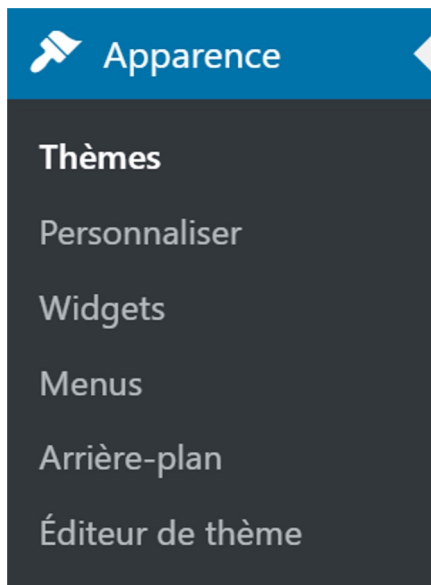 Apparence
Thèmes
Personnaliser
Widgets
Menus
Arrière-plan
Éditeur de thème